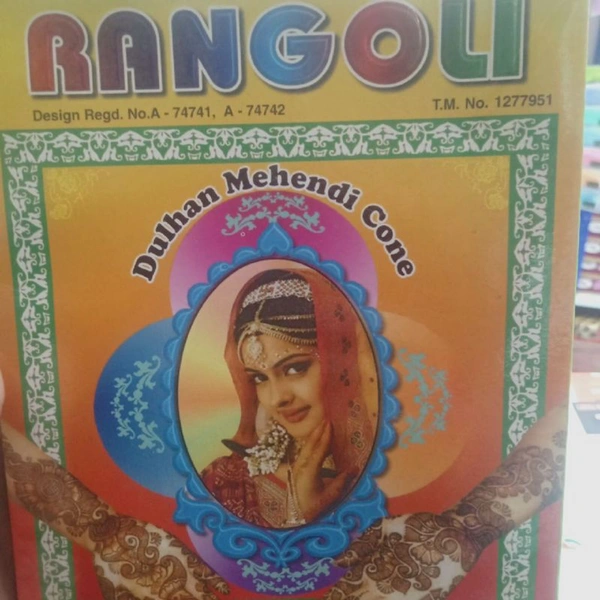 RANGOLI
Design Regd. No.A - 74741, A - 74742
T.M. No. 1277951
Dulhan Mehendi Cone